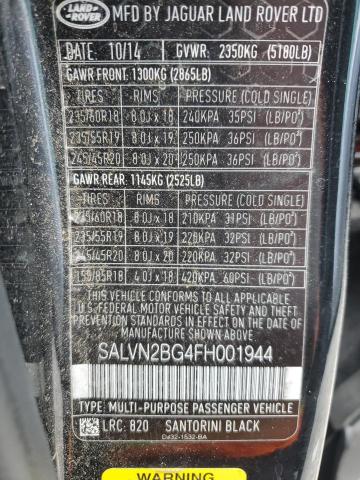 LAND
ROVER
MFD BY JAGUAR LAND ROVER LTD
DATE: 10/14 GVWR: 2350KG (5180LB)
GAWR FRONT: 1300KG (2865LB)
TIRES RIMS PRESSURE (COLD SINGLE)
235/60R18 8.0J x 18 240KPA 35PSI (LB/PO²)
235/55R19 8.0J x 19 250KPA 36PSI (LB/PO²)
245/45R20 8.0J x 20 250KPA 36PSI (LB/PO²)
GAWR REAR: 1145KG (2525LB)
TIRES RIMS PRESSURE (COLD SINGLE)
235/60R18 8.0J x 18 210KPA 31PSI (LB/PO²)
235/55R19 8.0J x 19 220KPA 32PSI (LB/PO²)
245/45R20 8.0J x 20 220KPA 32PSI (LB/PO²)
155/85R18 4.0J x 18 420KPA 60PSI (LB/PO²)
THIS VEHICLE CONFORMS TO ALL APPLICABLE
U.S. FEDERAL MOTOR VEHICLE SAFETY
STANDARDS IN EFFECT ON THE DATE OF
MANUFACTURE SHOWN ABOVE
SALVN2BG4FH001944
TYPE: MULTI-PURPOSE PASSENGER VEHICLE
LRC: 820 SANTORINI BLACK
DJ32-1532-BA
WARNING